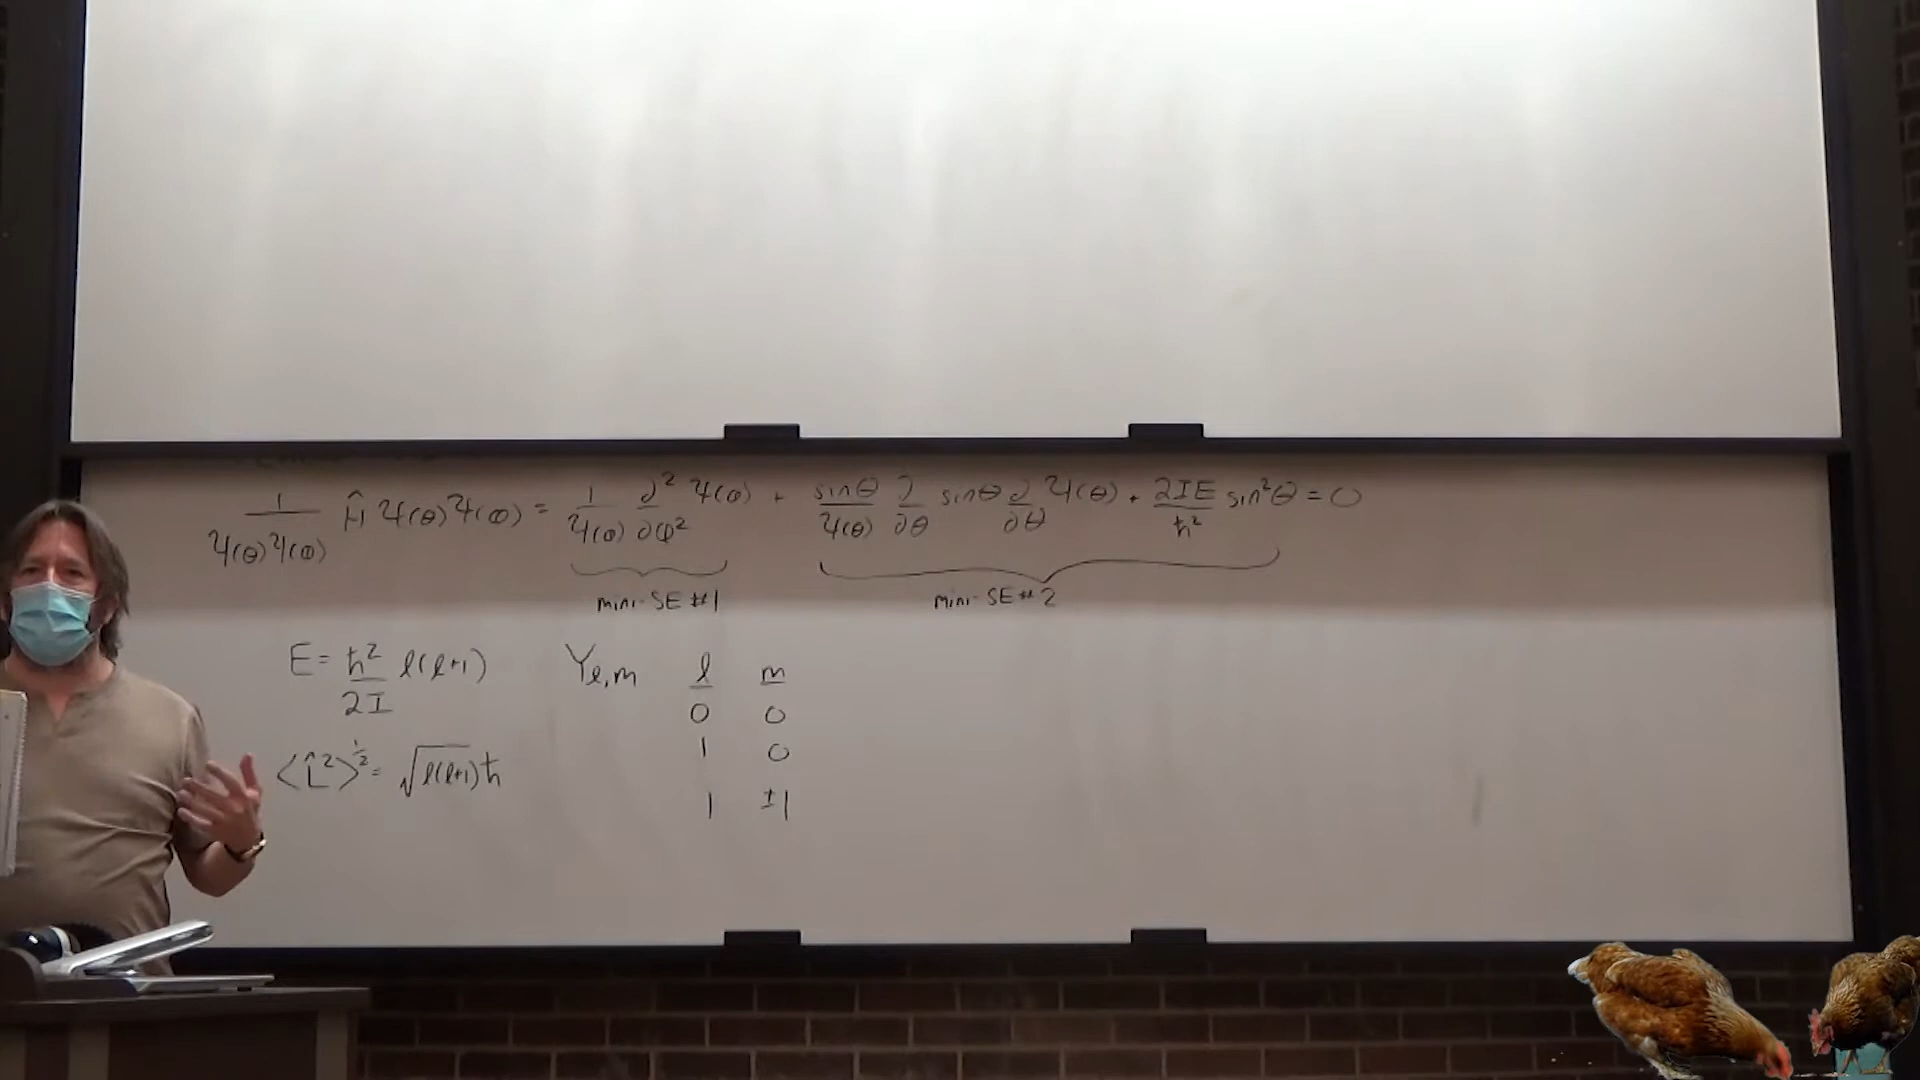 1/(Ψ(θ)Ψ(φ)) Ĥ Ψ(θ)Ψ(φ) = 1/Ψ(φ) ∂²/∂φ² Ψ(φ) + sinθ/Ψ(θ) ∂/∂θ sinθ ∂/∂θ Ψ(θ) + 2IE/ħ² sin²θ = 0
mini-SE #1 mini-SE #2
E = ħ²/2I ℓ(ℓ+1)
⟨L̂²⟩^½ = √ℓ(ℓ+1) ħ
Yℓ,m ℓ m
0 0
1 0
1 ±1